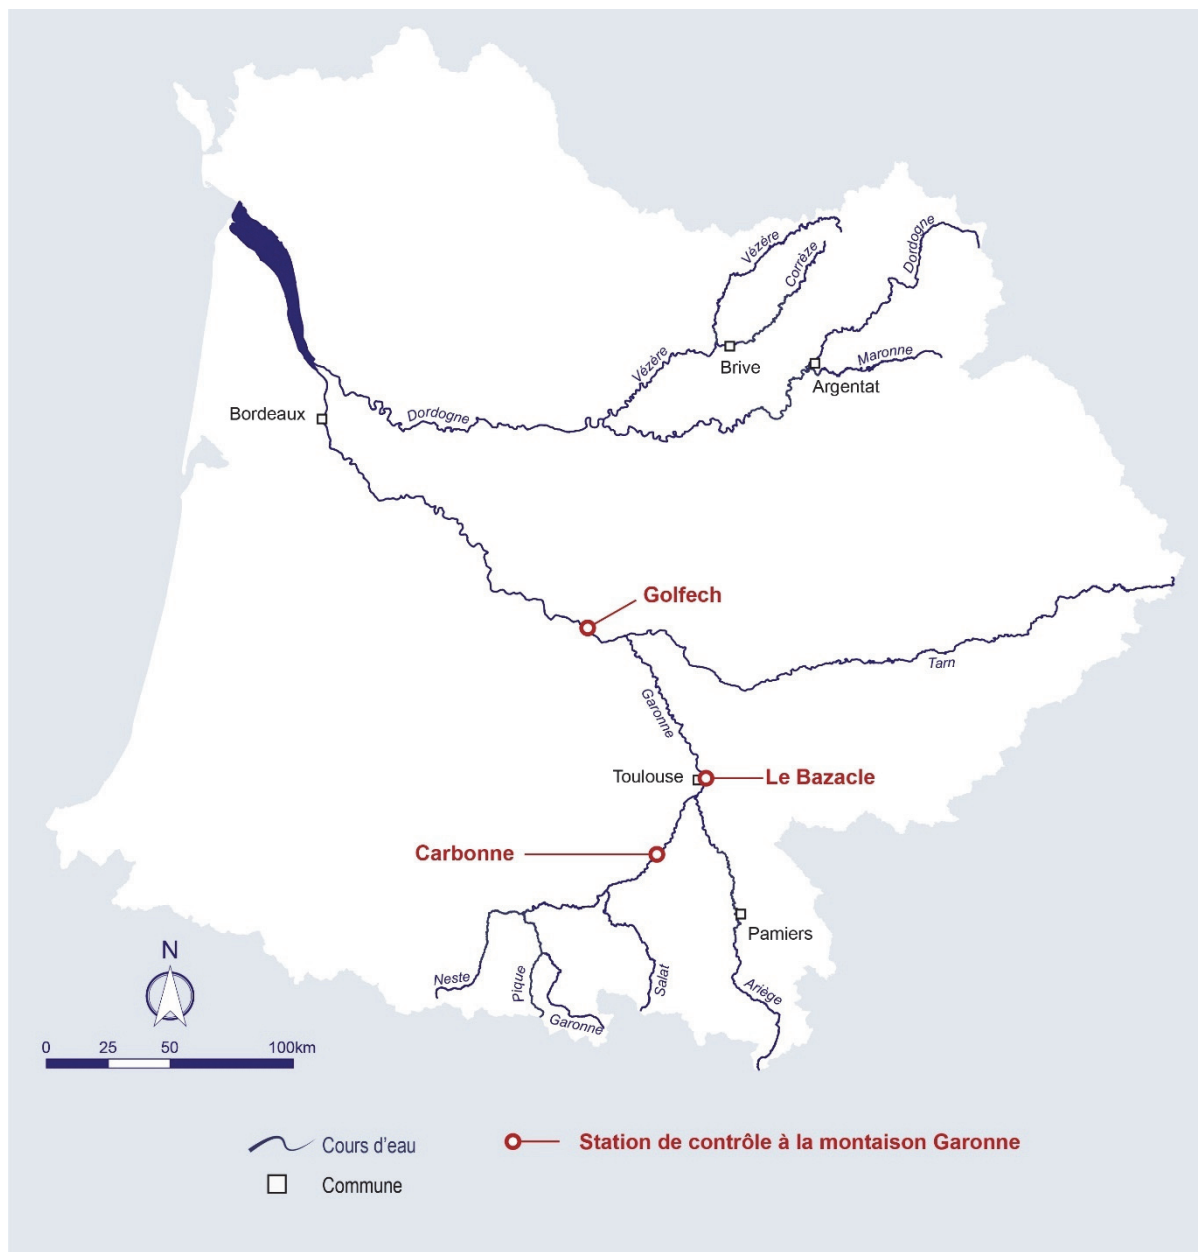 Vézère
Corrèze
Dordogne
Vézère
Brive
Maronne
Argentat
Bordeaux
Dordogne
Golfech
Tarn
Garonne
Toulouse
Le Bazacle
Carbonne
Pamiers
Neste
Pique
Garonne
Salat
Ariège
N
0 25 50 100km
Cours d'eau
Station de contrôle à la montaison Garonne
Commune